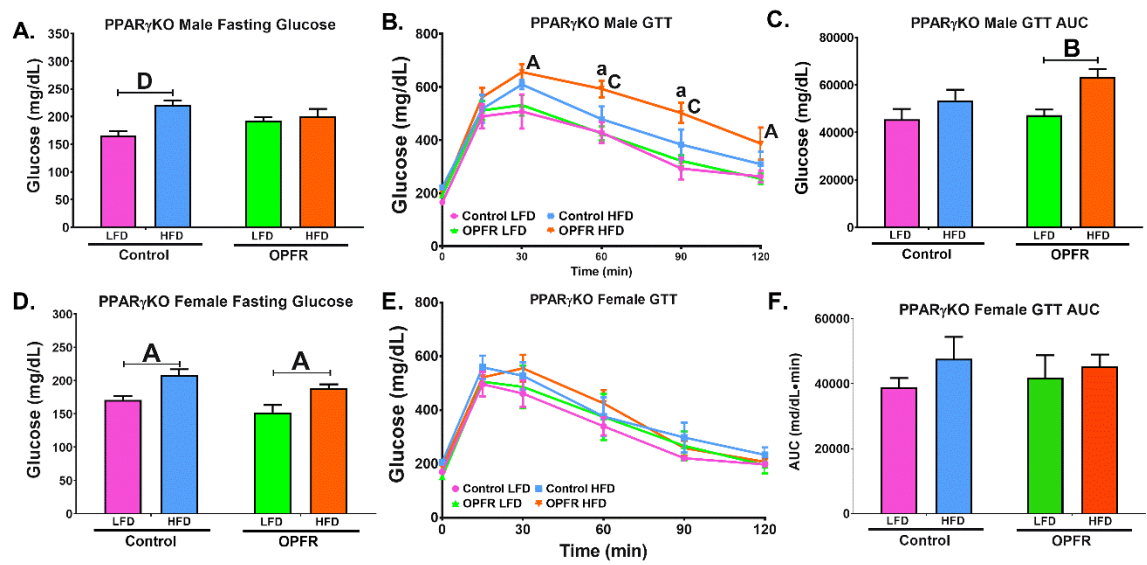 A.
PPARγKO Male Fasting Glucose
Glucose (mg/dL)
350
300
250
200
150
100
50
0
D
LFD HFD LFD HFD
Control OPFR
B.
PPARγKO Male GTT
Glucose (mg/dL)
800
600
400
200
0
A
a
C
a
C
A
Control LFD Control HFD
OPFR LFD OPFR HFD
0 30 60 90 120
Time (min)
C.
PPARγKO Male GTT AUC
Glucose (mg/dL)
80000
60000
40000
20000
0
B
LFD HFD LFD HFD
Control OPFR
D.
PPARγKO Female Fasting Glucose
Glucose (mg/dL)
300
250
200
150
100
50
0
A A
LFD HFD LFD HFD
Control OPFR
E.
PPARγKO Female GTT
Glucose (mg/dL)
800
600
400
200
0
Control LFD Control HFD
OPFR LFD OPFR HFD
0 30 60 90 120
Time (min)
F.
PPARγKO Female GTT AUC
AUC (md/dL•min)
60000
40000
20000
0
LFD HFD LFD HFD
Control OPFR